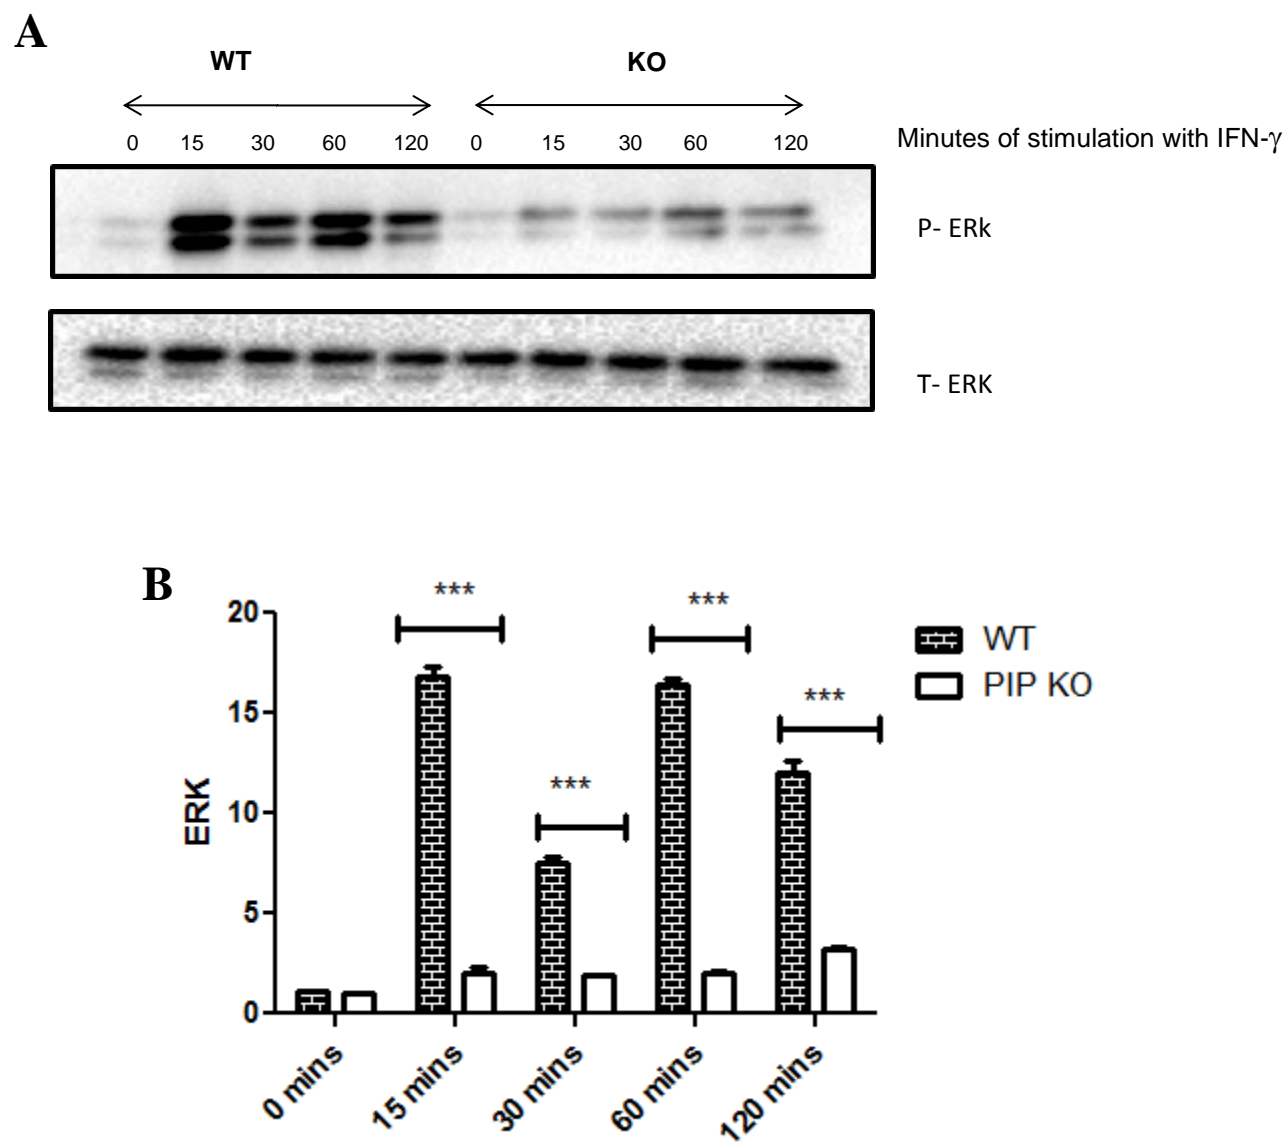 A
WT KO
0 15 30 60 120 0 15 30 60 120 Minutes of stimulation with IFN-γ
P- ERk
T- ERK
B
ERK
20
15
10
5
0
***
***
***
***
WT
PIP KO
0 mins
15 mins
30 mins
60 mins
120 mins